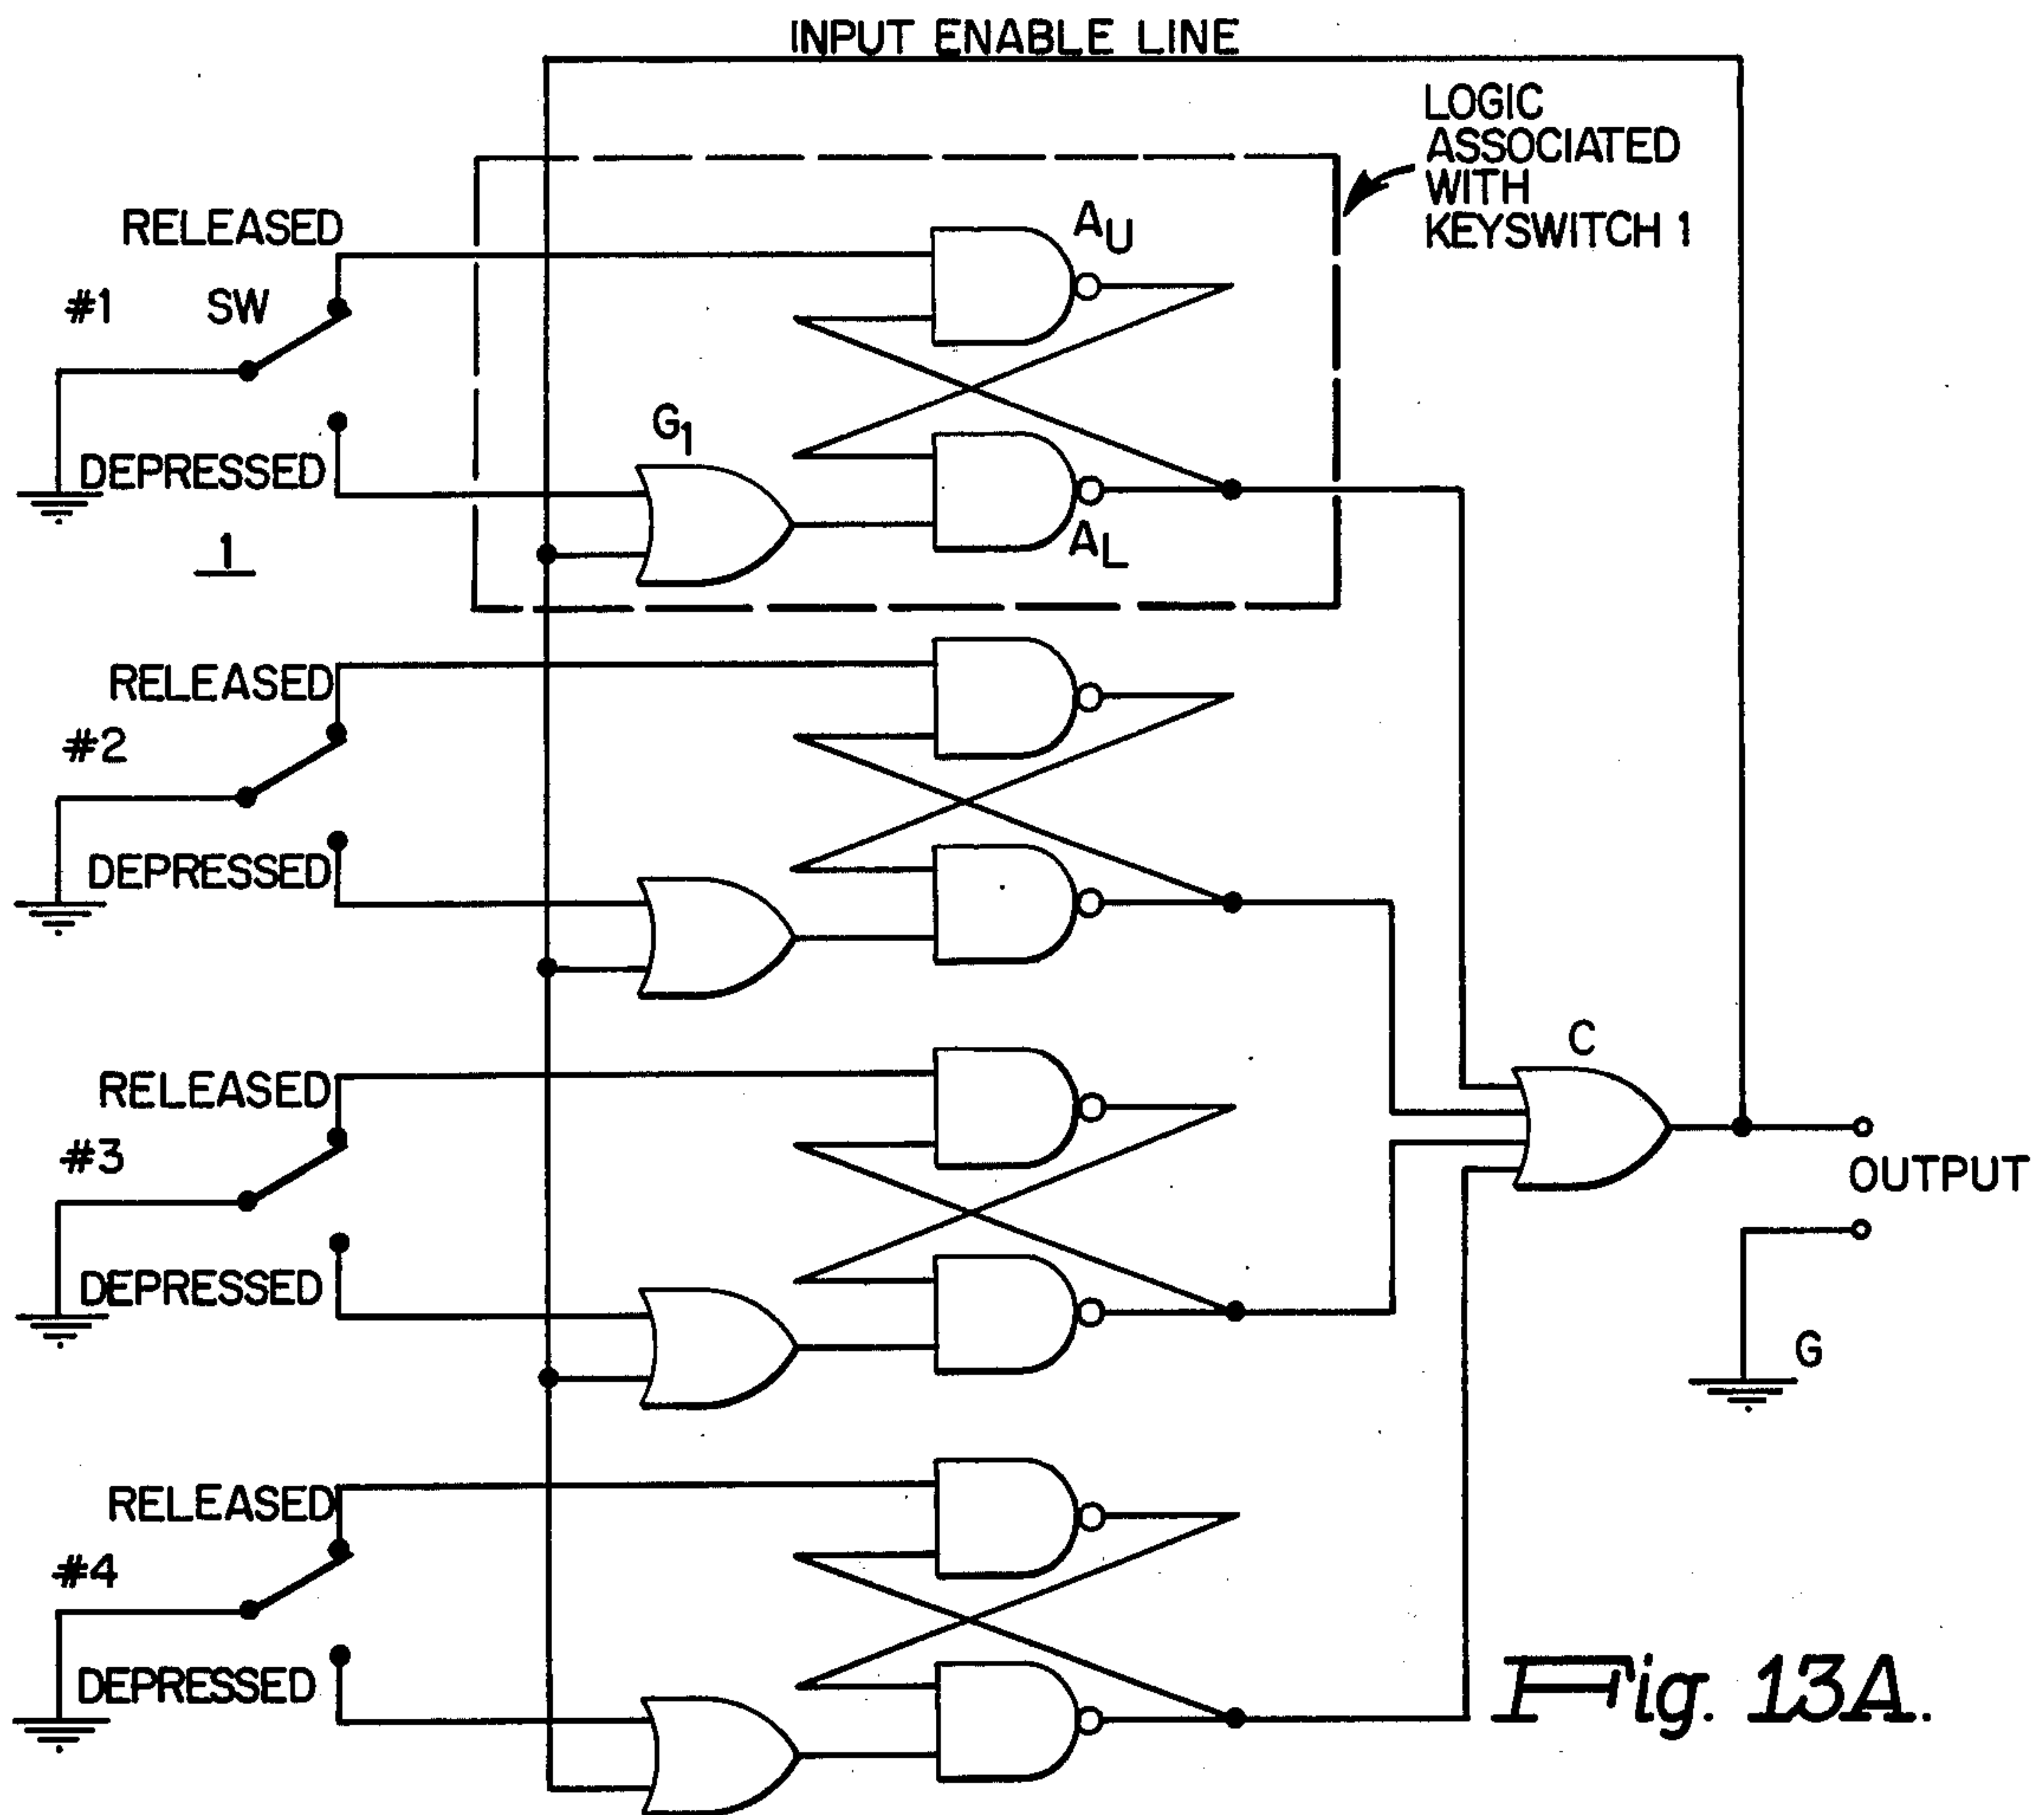 INPUT ENABLE LINE
LOGIC
ASSOCIATED
WITH
KEYSWITCH 1
RELEASED
AU
#1 SW
G1
DEPRESSED
AL
1
RELEASED
#2
DEPRESSED
C
RELEASED
#3
OUTPUT
DEPRESSED
G
RELEASED
#4
DEPRESSED
Fig. 13A.